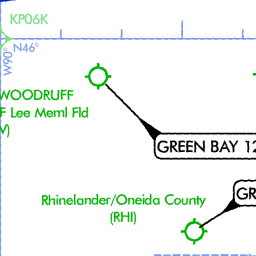 KP06K
N46°
W90°
WOODRUFF
F Lee Meml Fld
V)
GREEN BAY 12
GR
Rhinelander/Oneida County
(RHI)